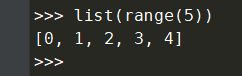 >>> list(range(5))
[0, 1, 2, 3, 4]
>>>